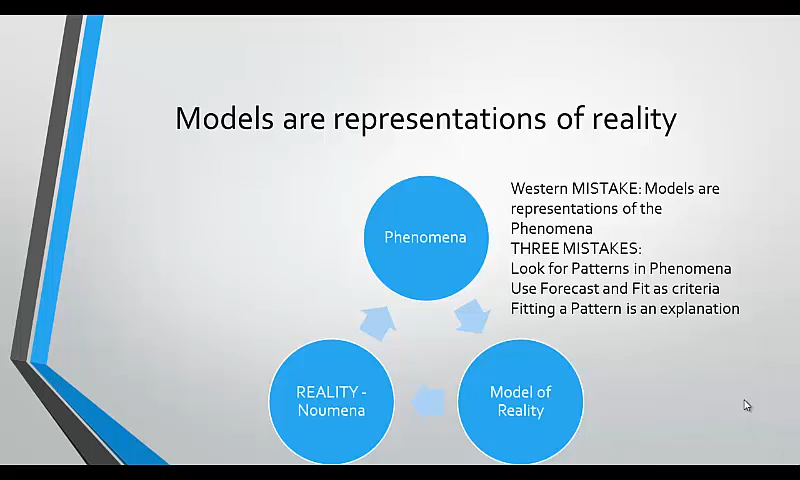 Models are representations of reality
Phenomena
Western MISTAKE: Models are
representations of the
Phenomena
THREE MISTAKES:
Look for Patterns in Phenomena
Use Forecast and Fit as criteria
Fitting a Pattern is an explanation
REALITY -
Noumena
Model of
Reality